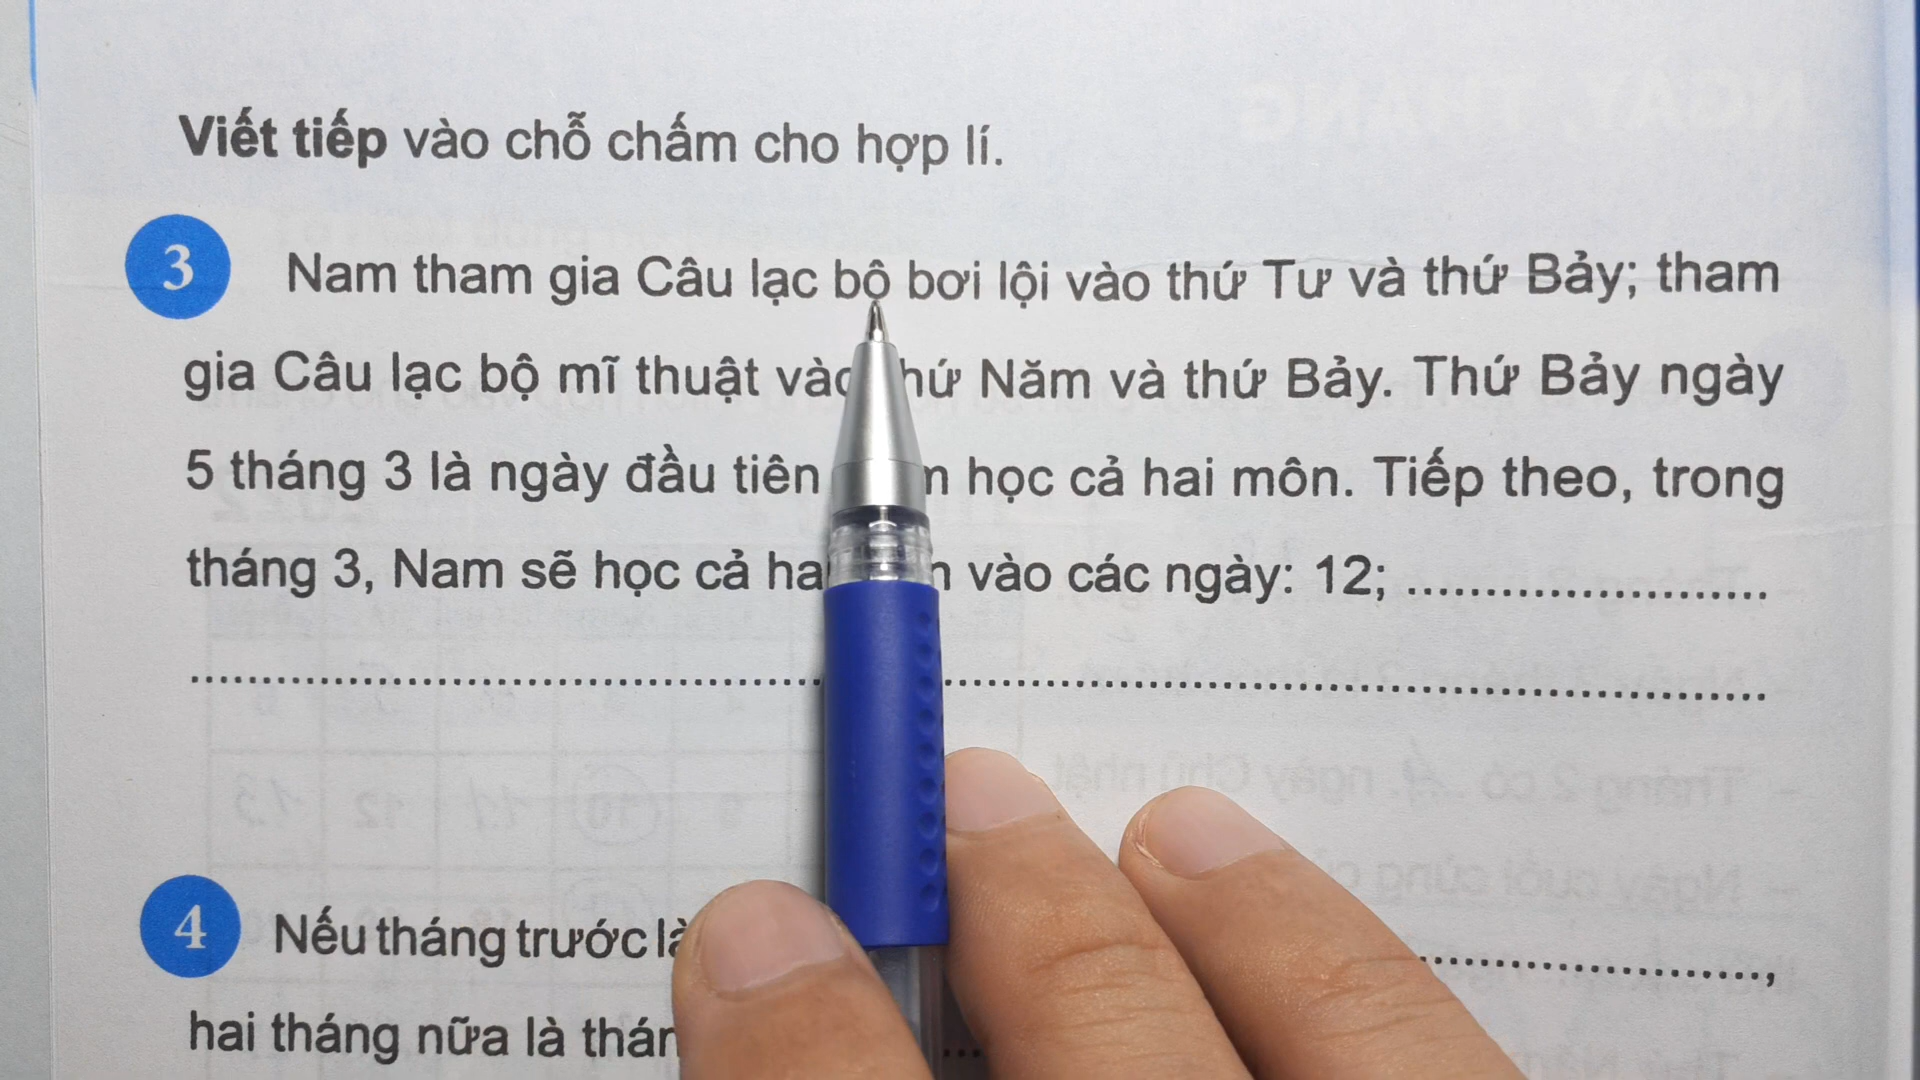 Viết tiếp vào chỗ chấm cho hợp lí.
3 Nam tham gia Câu lạc bộ bơi lội vào thứ Tư và thứ Bảy; tham
gia Câu lạc bộ mĩ thuật vào thứ Năm và thứ Bảy. Thứ Bảy ngày
5 tháng 3 là ngày đầu tiên học cả hai môn. Tiếp theo, trong
tháng 3, Nam sẽ học cả hai vào các ngày: 12; ........................
................................................................................
4 Nếu tháng trước là ........................,
hai tháng nữa là